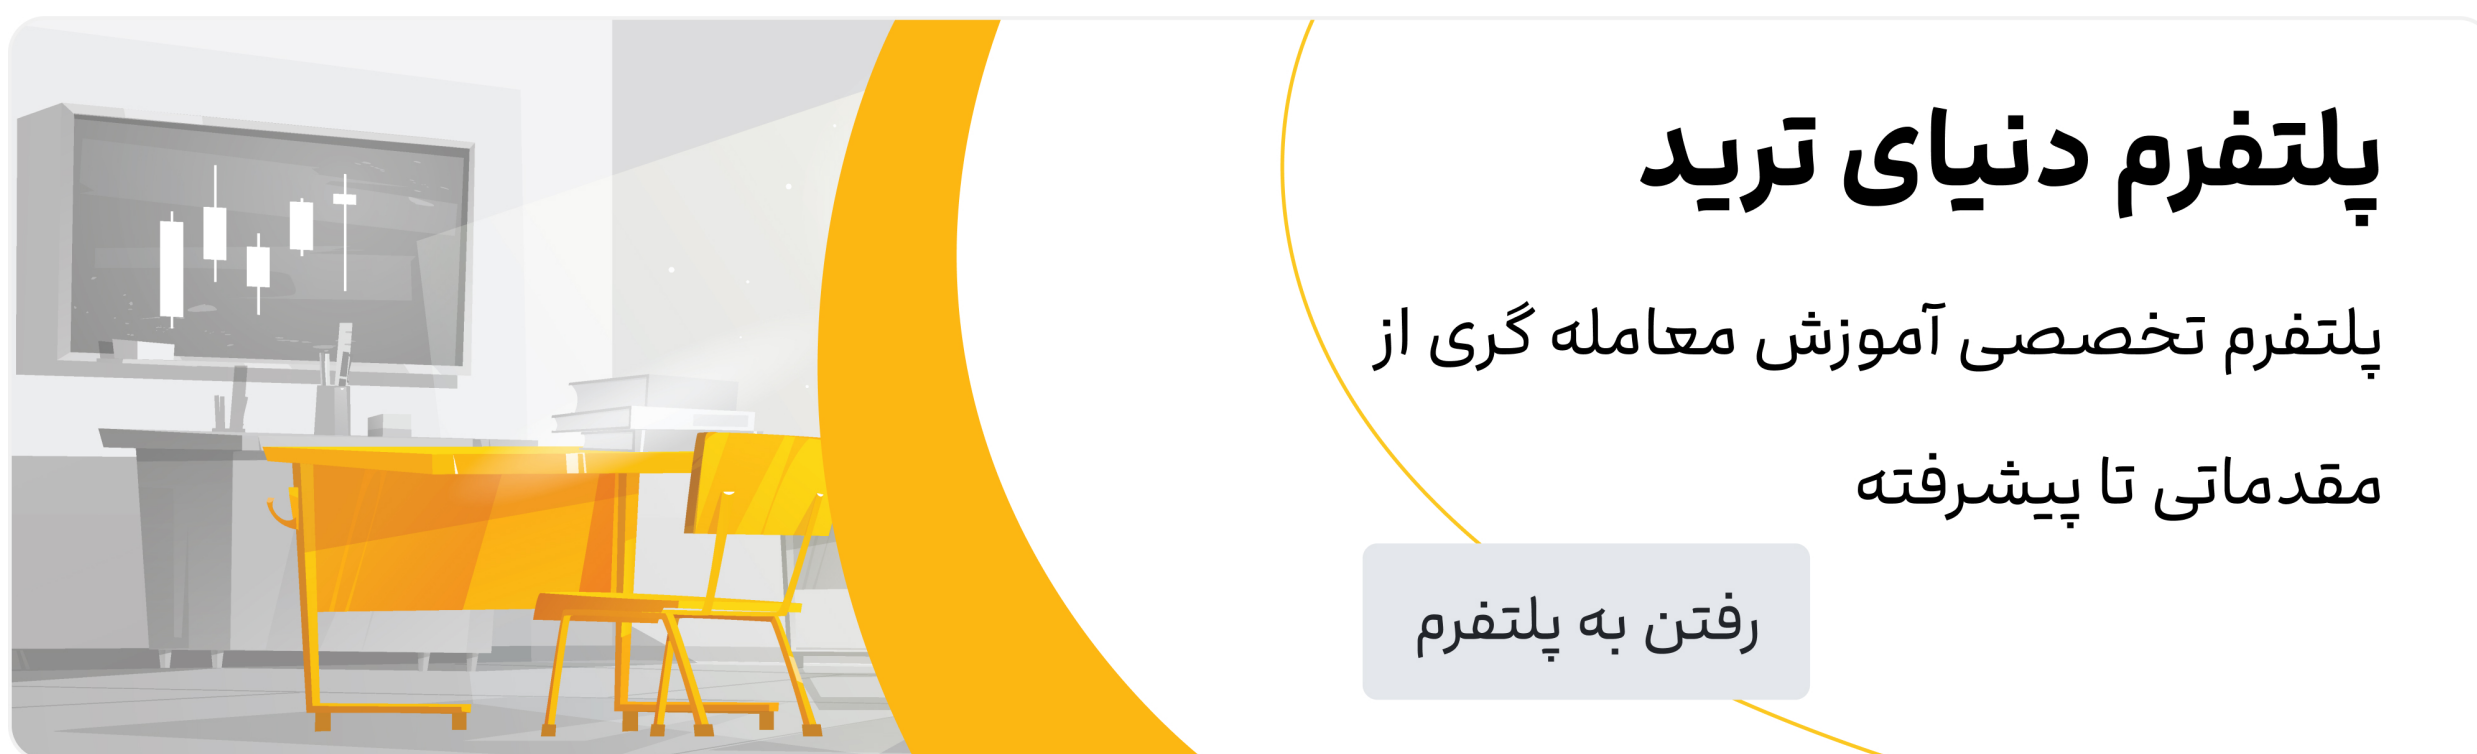 پلتفرم دنیای ترید
پلتفرم تخصصی آموزش معامله گری از
مقدماتی تا پیشرفته
رفتن به پلتفرم